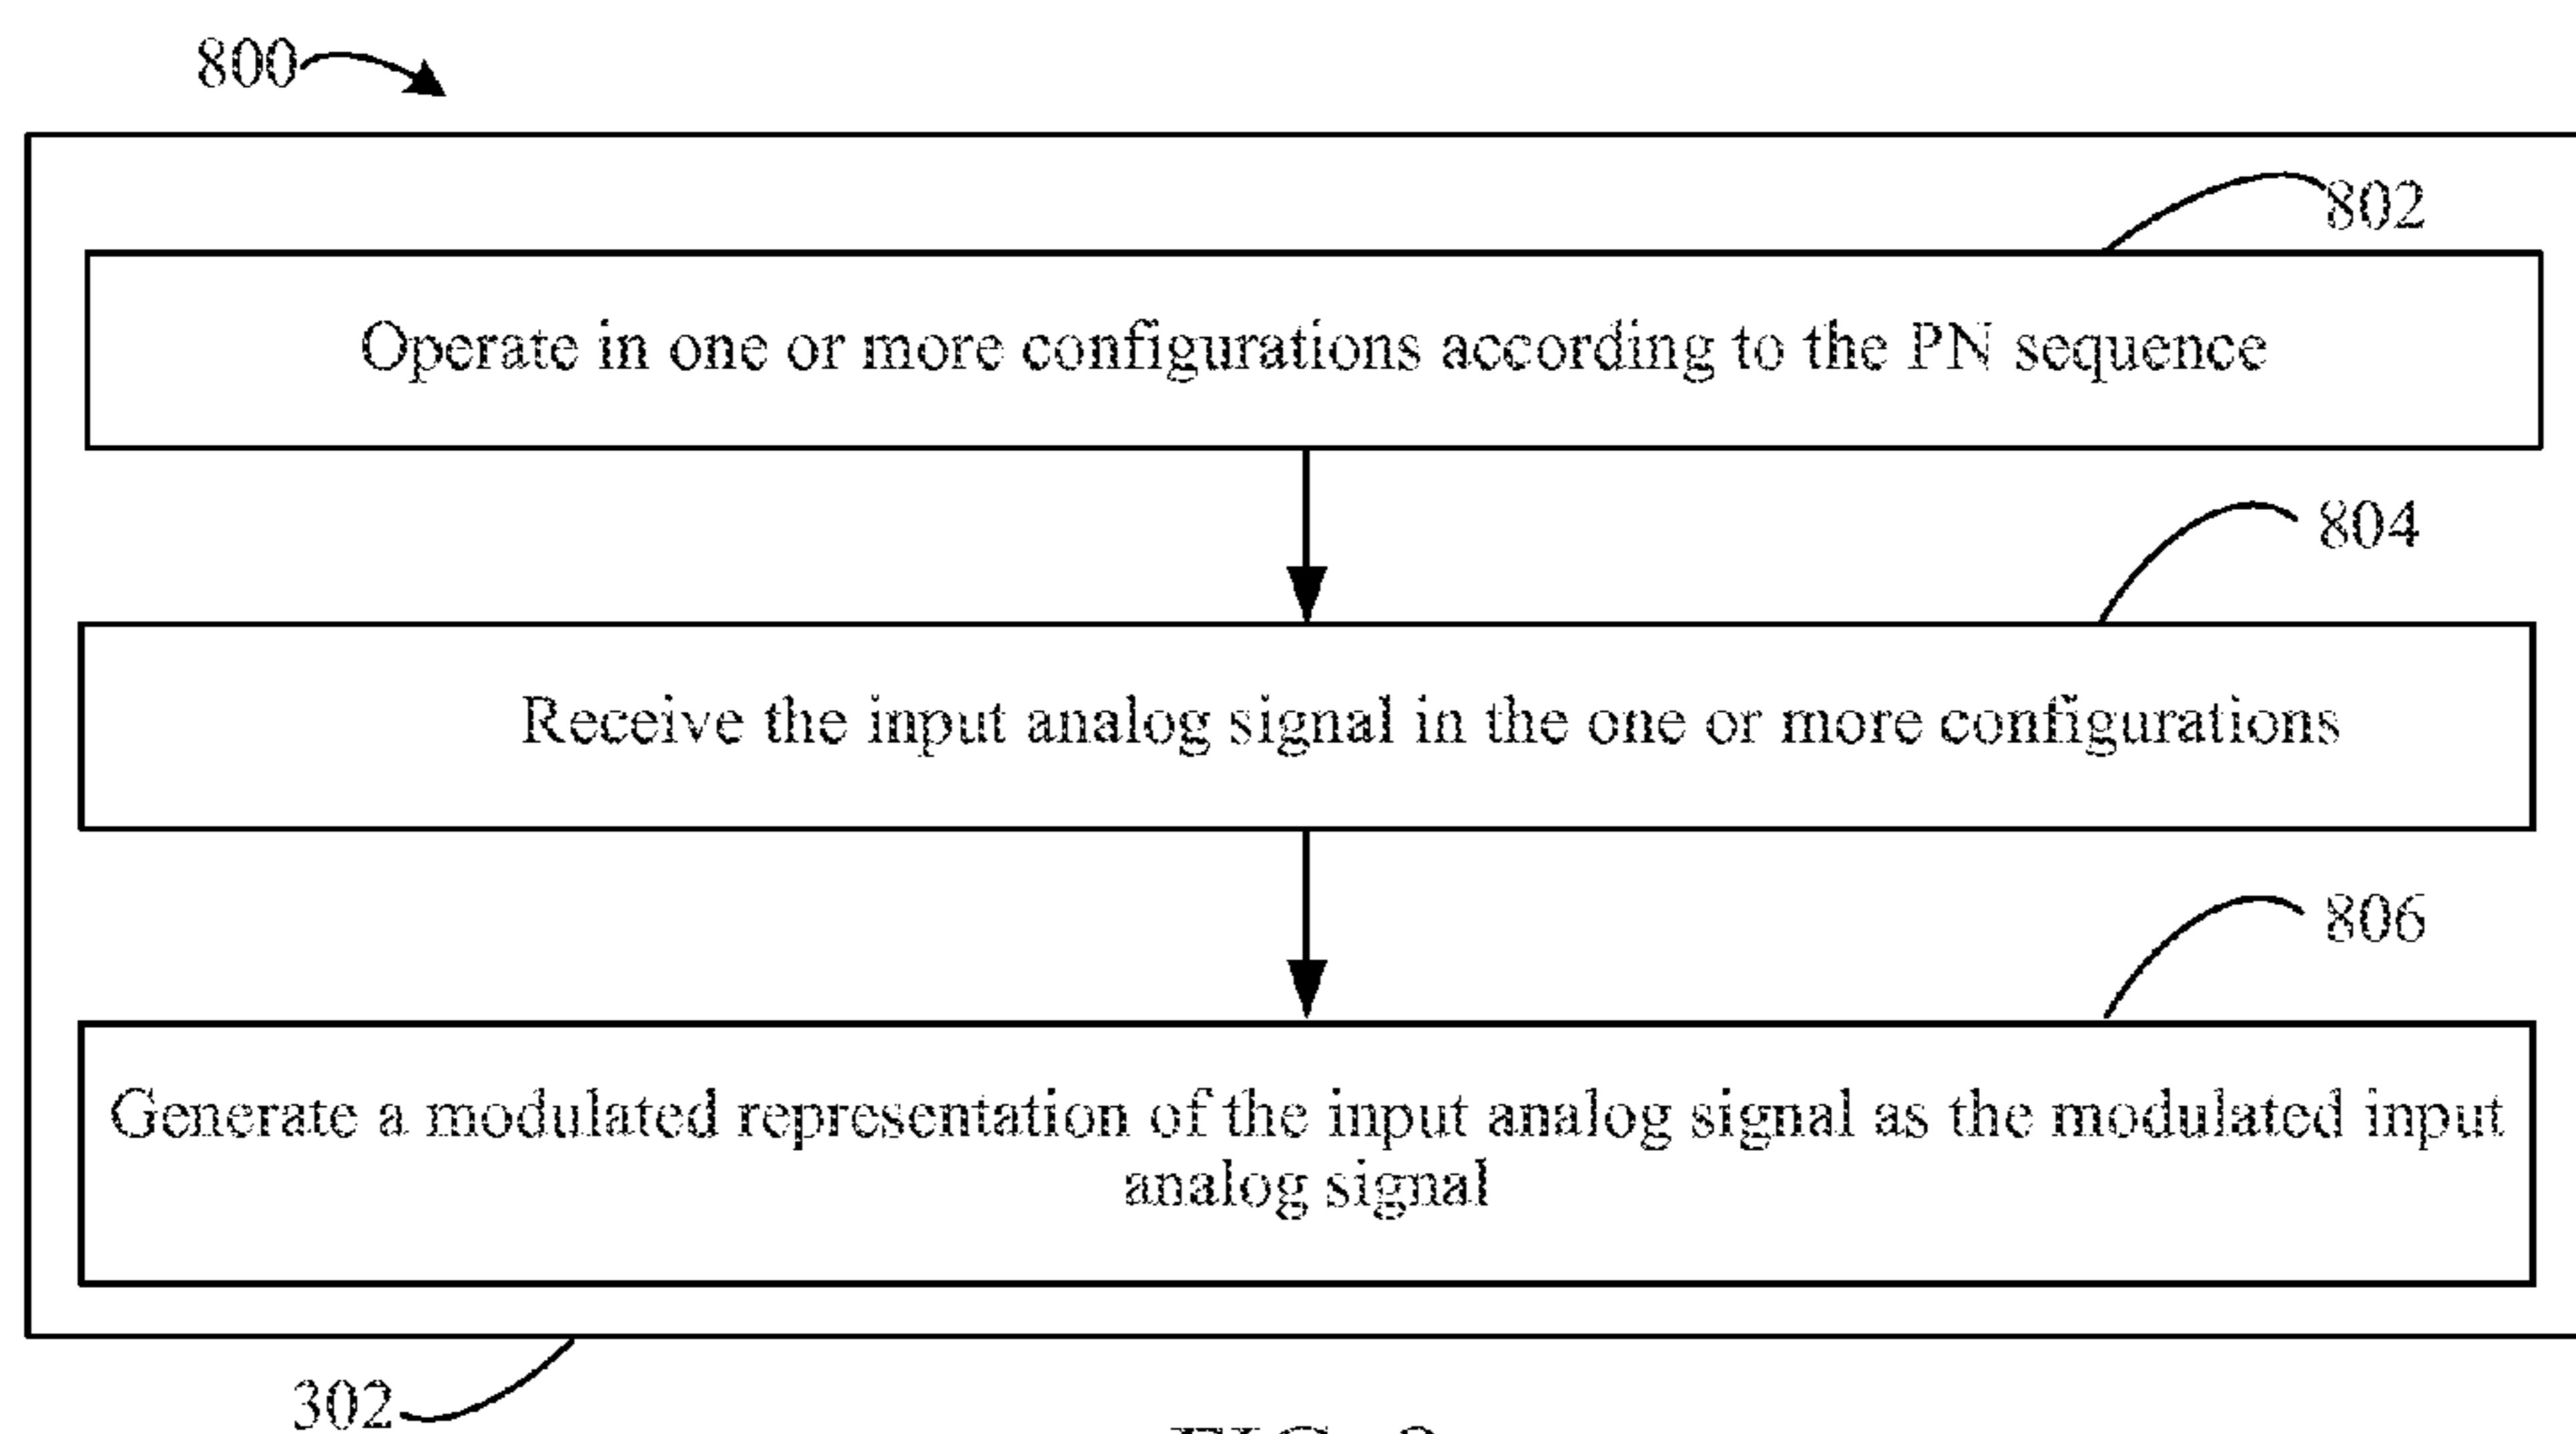 800
802
Operate in one or more configurations according to the PN sequence
804
Receive the input analog signal in the one or more configurations
806
Generate a modulated representation of the input analog signal as the modulated input
analog signal
302